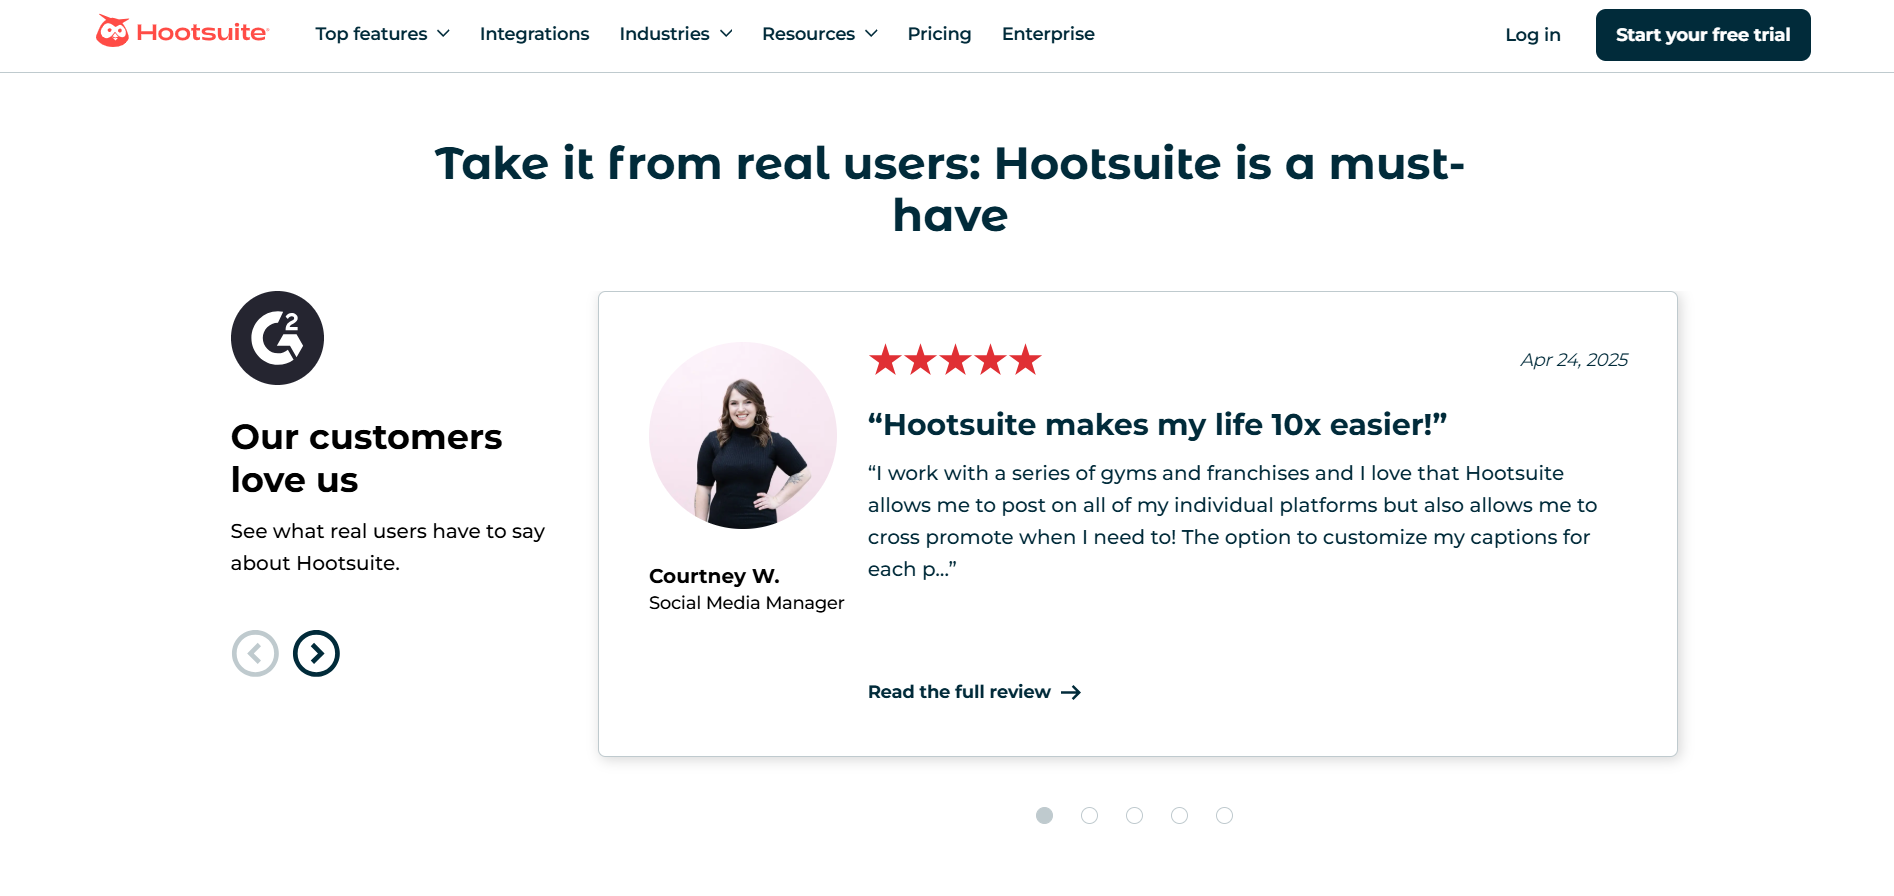 Hootsuite
Top features
Integrations
Industries
Resources
Pricing
Enterprise
Log in
Start your free trial
Take it from real users: Hootsuite is a must-
have
G2
Our customers
love us
See what real users have to say
about Hootsuite.
Courtney W.
Social Media Manager
Apr 24, 2025
“Hootsuite makes my life 10x easier!”
“I work with a series of gyms and franchises and I love that Hootsuite
allows me to post on all of my individual platforms but also allows me to
cross promote when I need to! The option to customize my captions for
each p...”
Read the full review